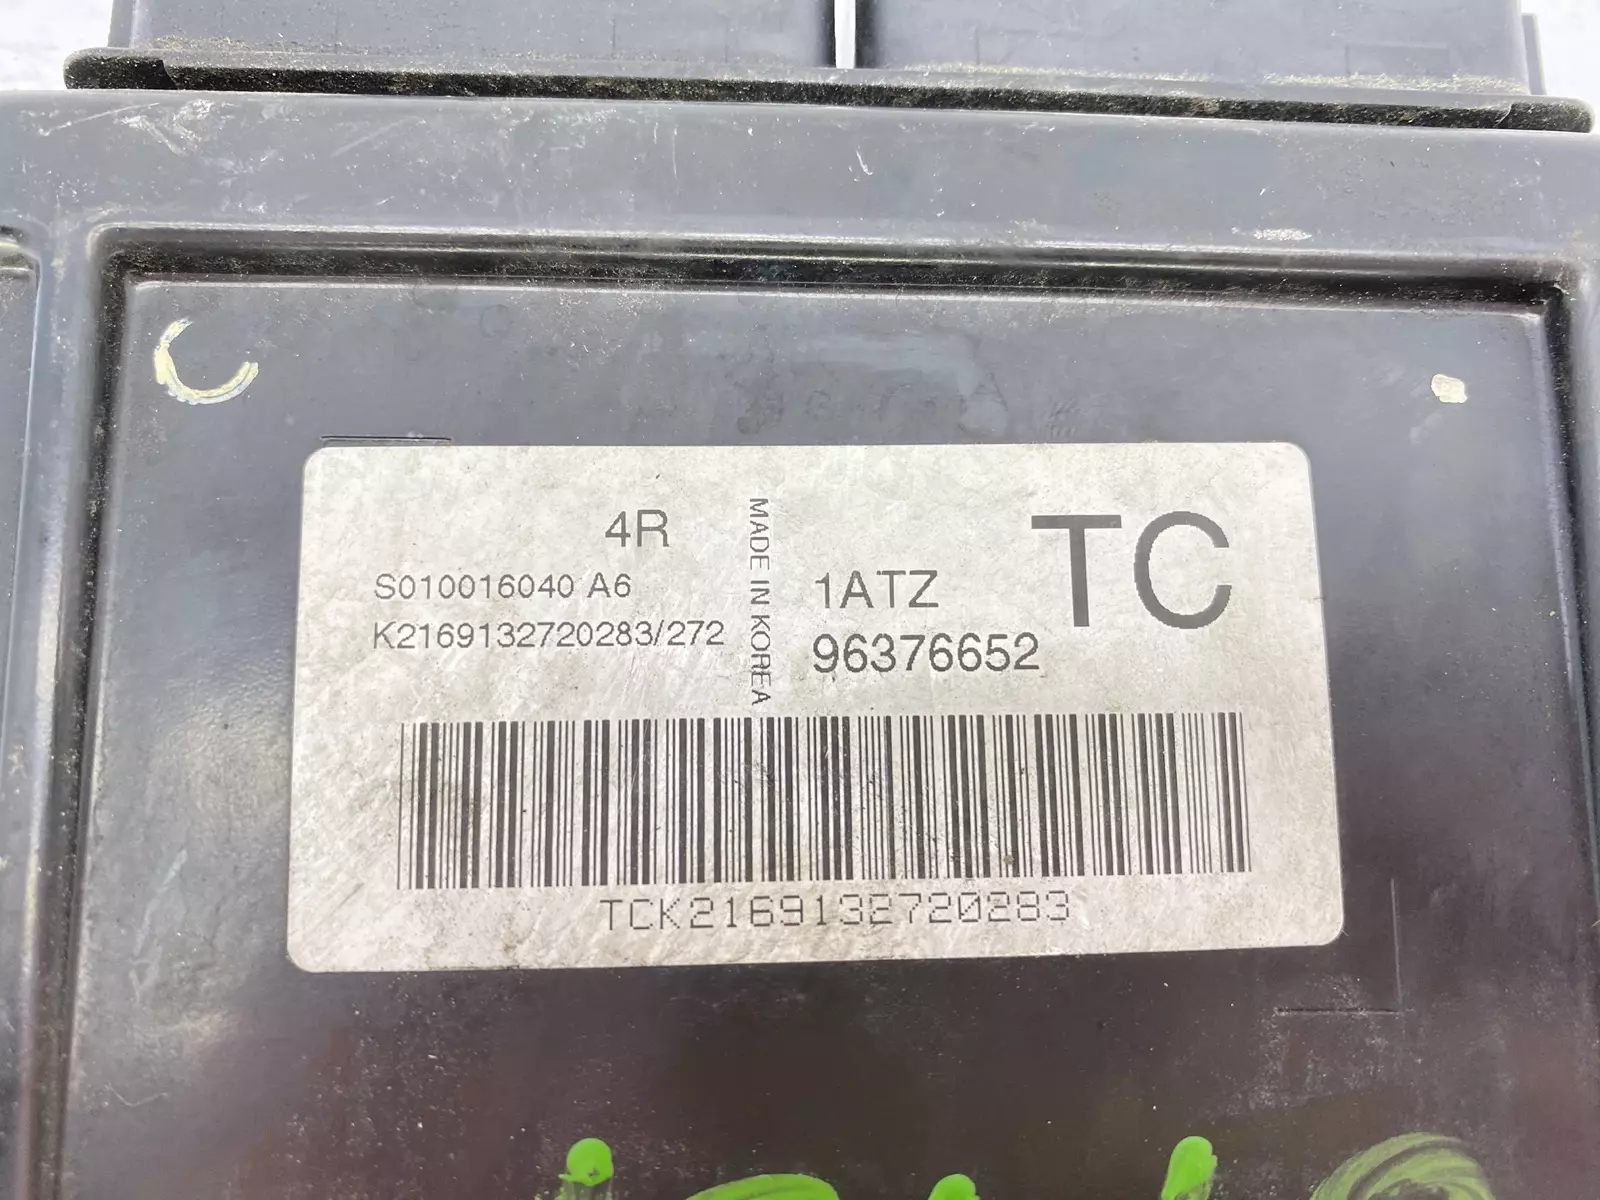 4R
S010016040 A6
K2169132720283/272
MADE IN KOREA
1ATZ
96376652
TC
TCK2169132720283